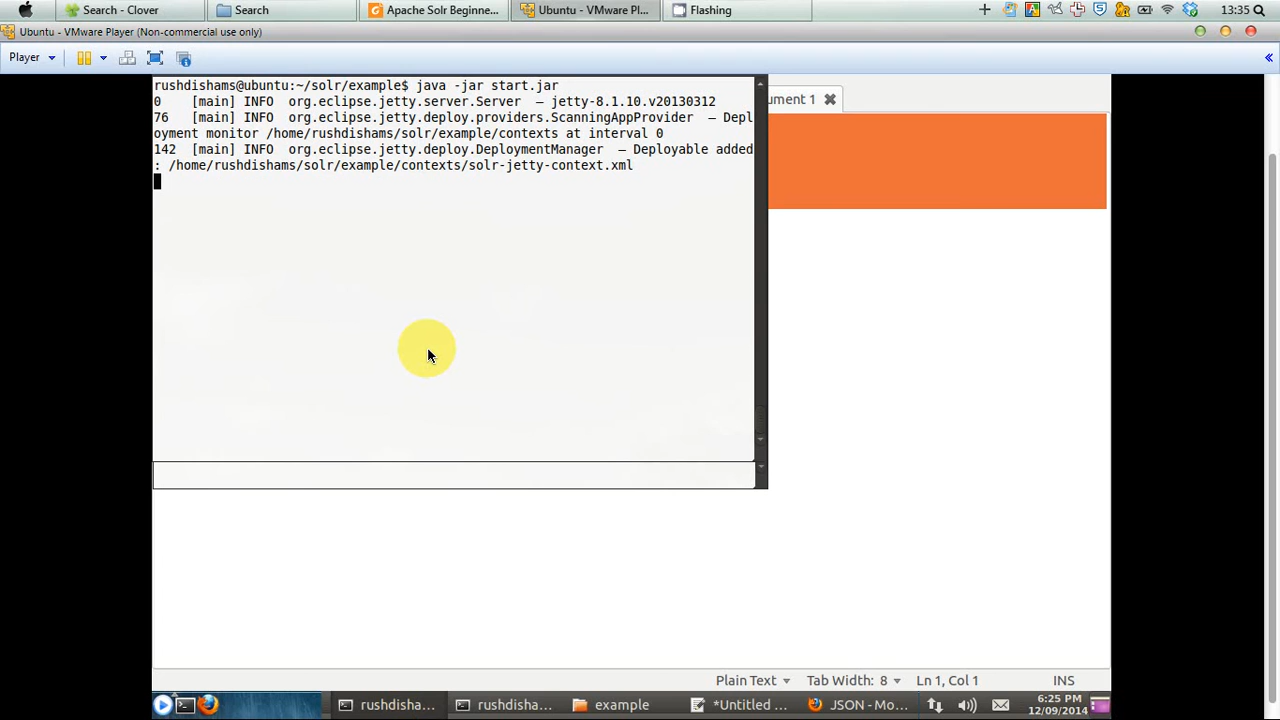 Search - Clover
Search
Apache Solr Beginne...
Ubuntu - VMware Pl...
Flashing
13:35
Ubuntu - VMware Player (Non-commercial use only)
Player
rushdishams@ubuntu:~/solr/example$ java -jar start.jar
0    [main] INFO  org.eclipse.jetty.server.Server  – jetty-8.1.10.v20130312
76   [main] INFO  org.eclipse.jetty.deploy.providers.ScanningAppProvider  – Depl
oyment monitor /home/rushdishams/solr/example/contexts at interval 0
142  [main] INFO  org.eclipse.jetty.deploy.DeploymentManager  – Deployable added
: /home/rushdishams/solr/example/contexts/solr-jetty-context.xml
ument 1
Plain Text
Tab Width: 8
Ln 1, Col 1
INS
rushdishams...
rushdishams...
example
*Untitled ...
JSON - Mo...
6:25 PM
12/09/2014